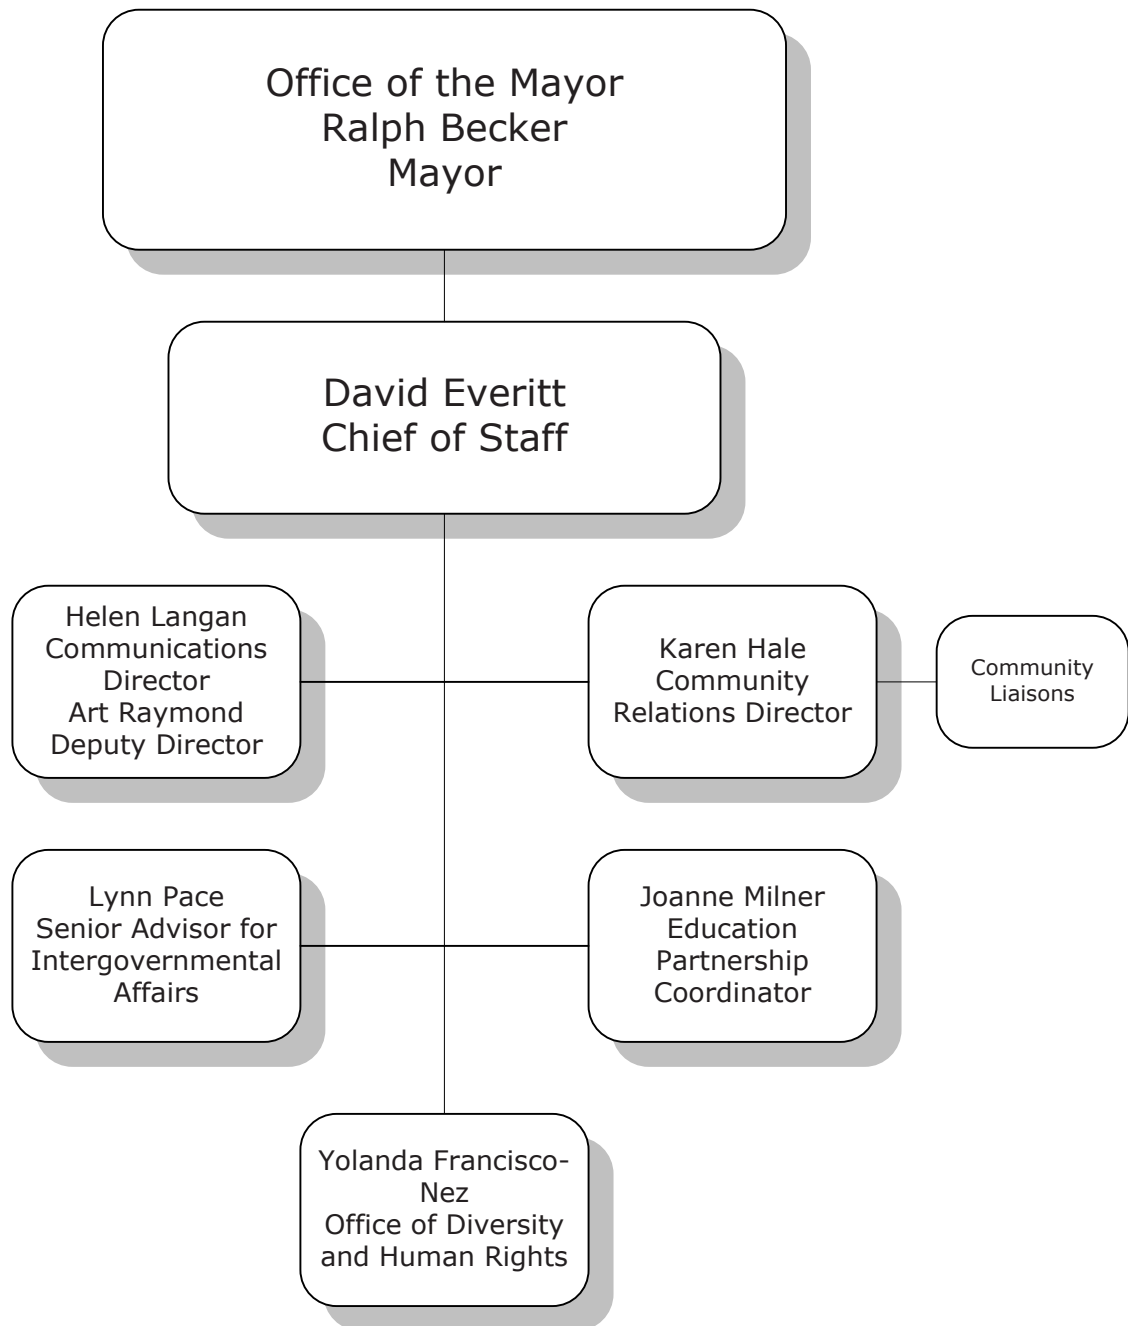 Office of the Mayor
Ralph Becker
Mayor
David Everitt
Chief of Staff
Helen Langan
Communications
Director
Art Raymond
Deputy Director
Karen Hale
Community
Relations Director
Community
Liaisons
Lynn Pace
Senior Advisor for
Intergovernmental
Affairs
Joanne Milner
Education
Partnership
Coordinator
Yolanda Francisco-
Nez
Office of Diversity
and Human Rights